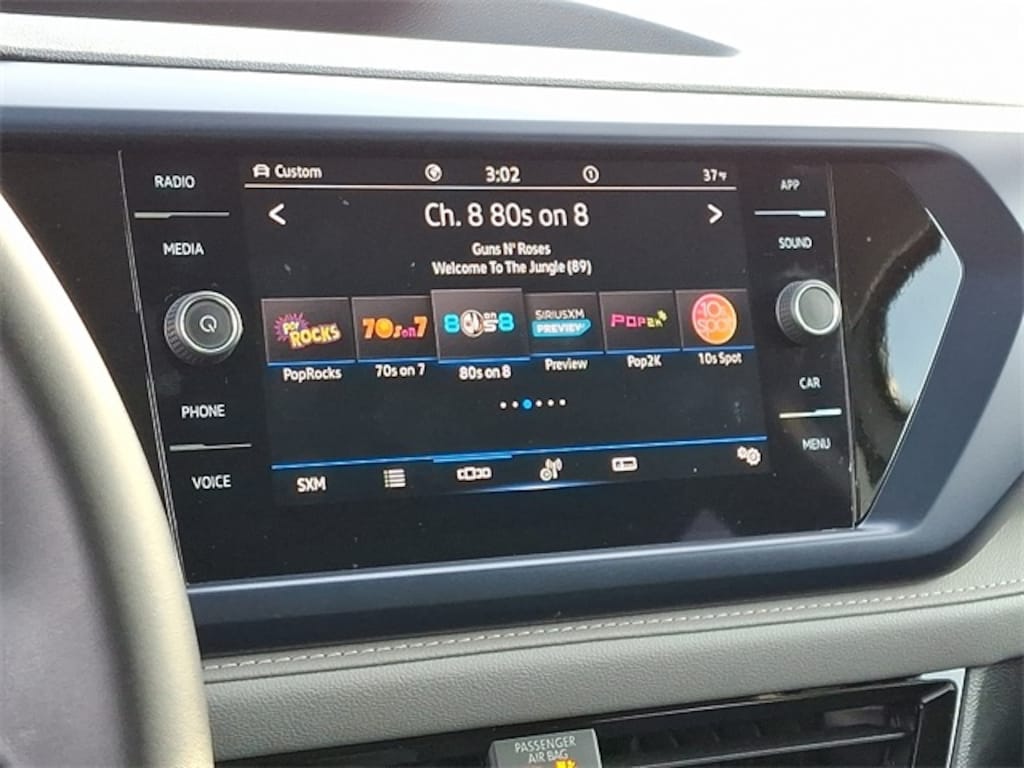 Custom 3:02 1 37°F
Ch. 8 80s on 8
Guns N' Roses
Welcome To The Jungle (89)
pop ROCKS
70s on 7
80s on 8
SIRIUSXM
PREVIEW
POP2K
10s
spot
PopRocks 70s on 7 80s on 8 Preview Pop2K 10s Spot
SXM
RADIO
MEDIA
PHONE
VOICE
APP
SOUND
CAR
MENU
PASSENGER
AIR BAG